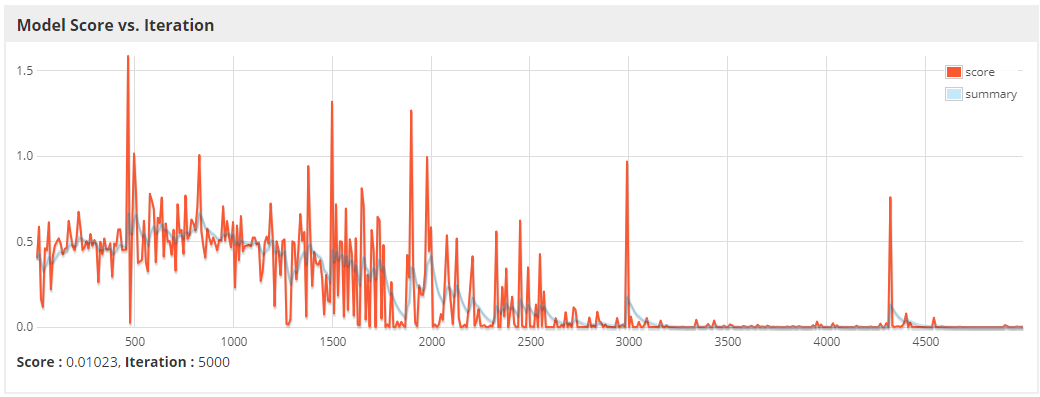 Model Score vs. Iteration
1.5
score
summary
1.0
0.5
0.0
500 1000 1500 2000 2500 3000 3500 4000 4500
Score : 0.01023, Iteration : 5000